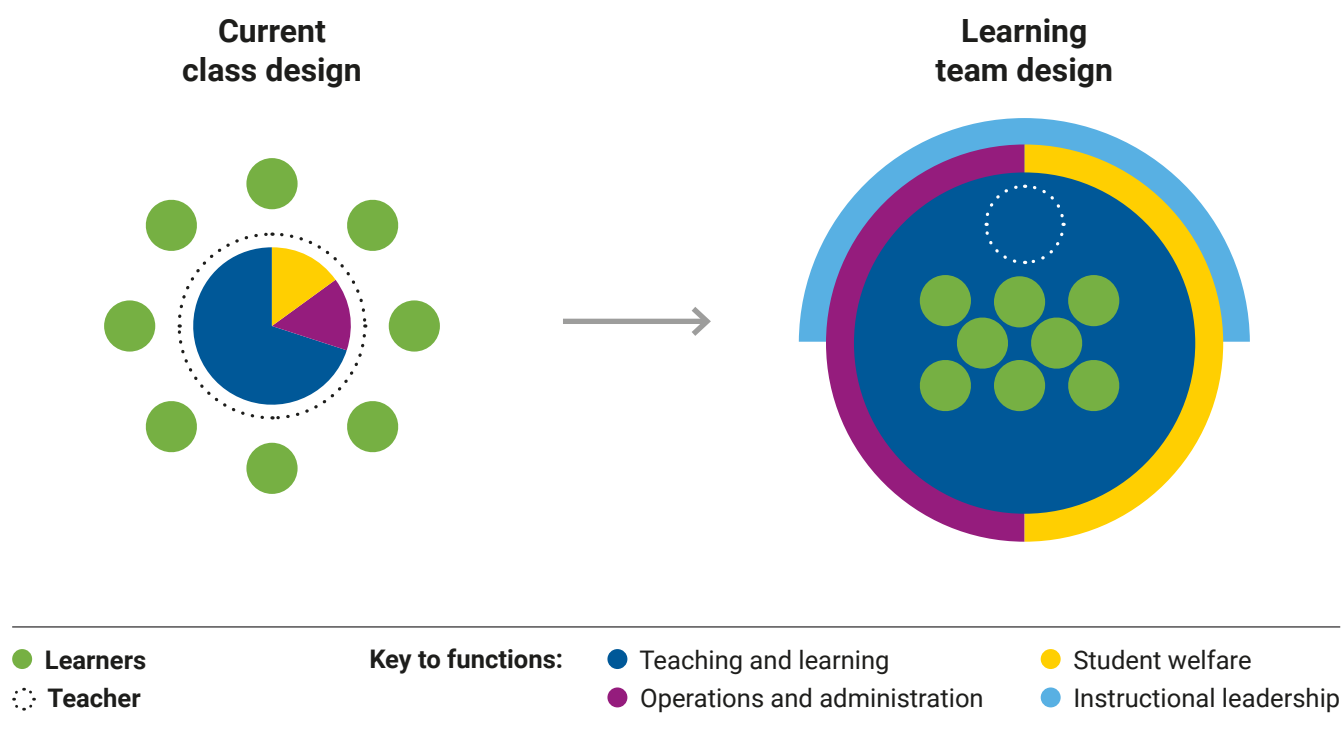 Current
class design
Learning
team design
Learners
Teacher
Key to functions:
Teaching and learning
Operations and administration
Student welfare
Instructional leadership